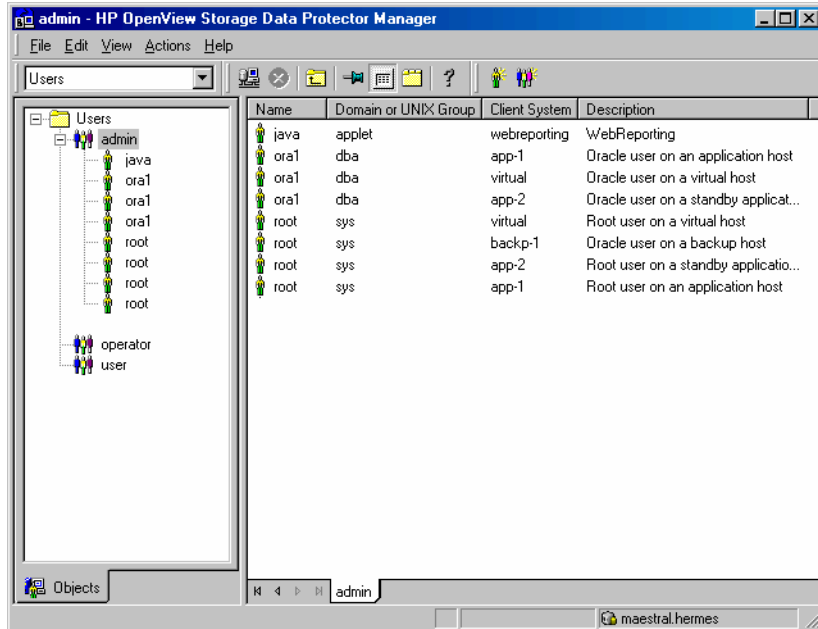 admin - HP OpenView Storage Data Protector Manager
File Edit View Actions Help
Users
Users
admin
java
ora1
ora1
ora1
root
root
root
root
operator
user
Objects
Name Domain or UNIX Group Client System Description
java applet webreporting WebReporting
ora1 dba app-1 Oracle user on an application host
ora1 dba virtual Oracle user on a virtual host
ora1 dba app-2 Oracle user on a standby applicat...
root sys virtual Root user on a virtual host
root sys backp-1 Oracle user on a backup host
root sys app-2 Root user on a standby applicatio...
root sys app-1 Root user on an application host
admin
maestral.hermes